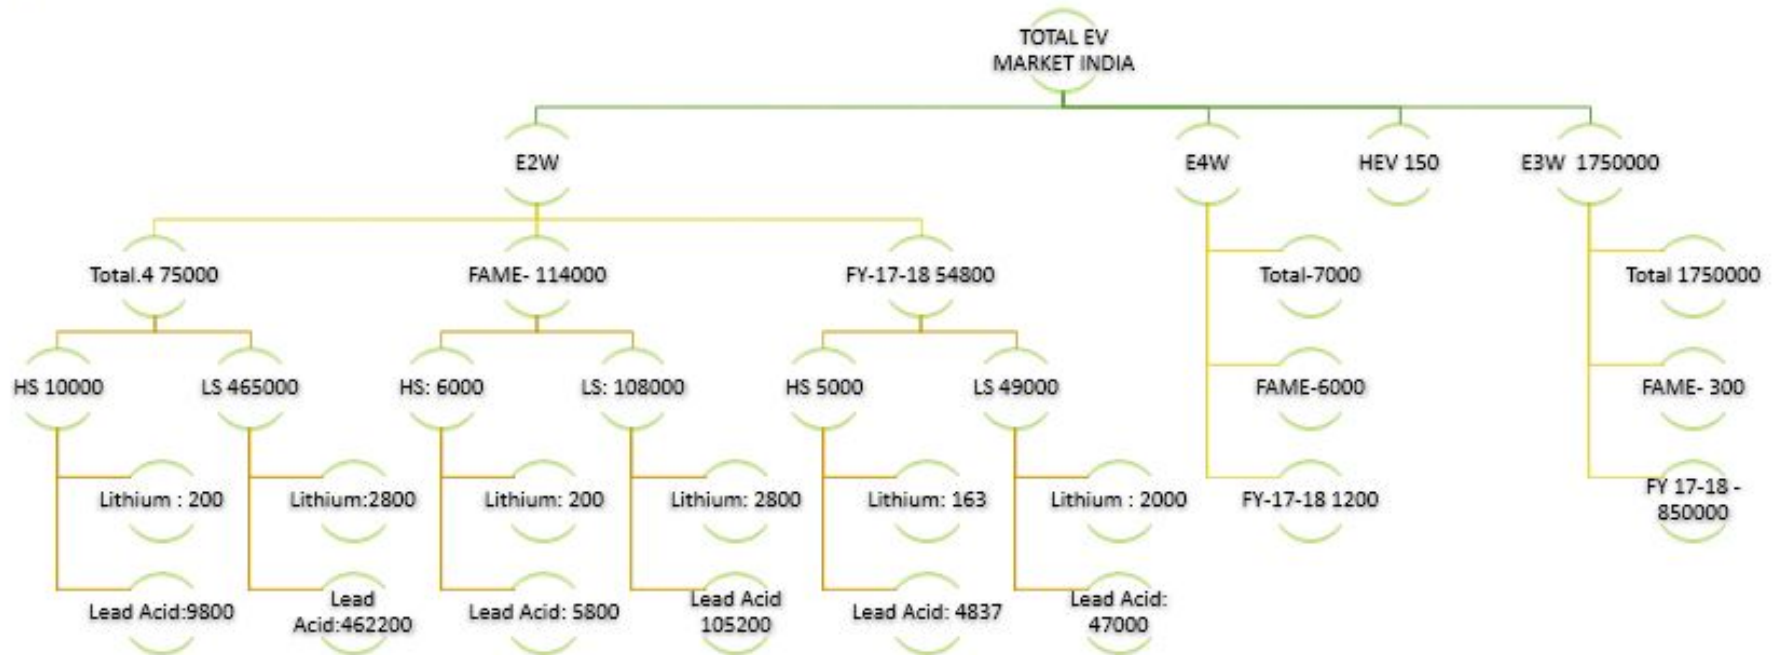 TOTAL EV
MARKET INDIA
E2W
E4W
HEV 150
E3W 1750000
Total.4 75000
FAME- 114000
FY-17-18 54800
Total-7000
Total 1750000
HS 10000
LS 465000
HS: 6000
LS: 108000
HS 5000
LS 49000
FAME-6000
FAME- 300
Lithium : 200
Lithium:2800
Lithium: 200
Lithium: 2800
Lithium: 163
Lithium : 2000
FY-17-18 1200
FY 17-18 -
850000
Lead Acid:9800
Lead
Acid:462200
Lead Acid: 5800
Lead Acid
105200
Lead Acid: 4837
Lead Acid:
47000